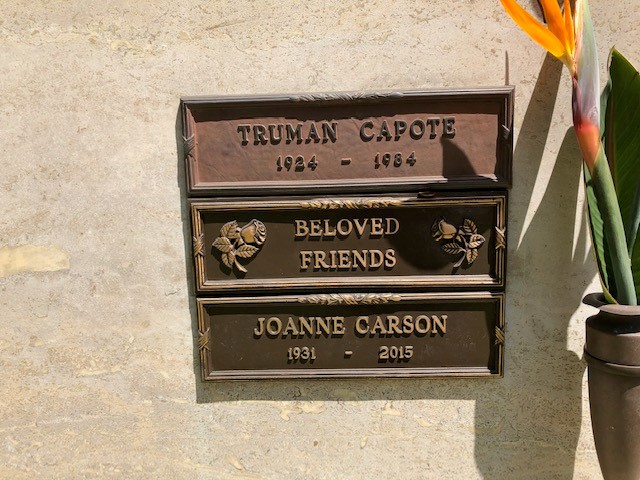 TRUMAN CAPOTE
1924 - 1984
BELOVED
FRIENDS
JOANNE CARSON
1931 - 2015